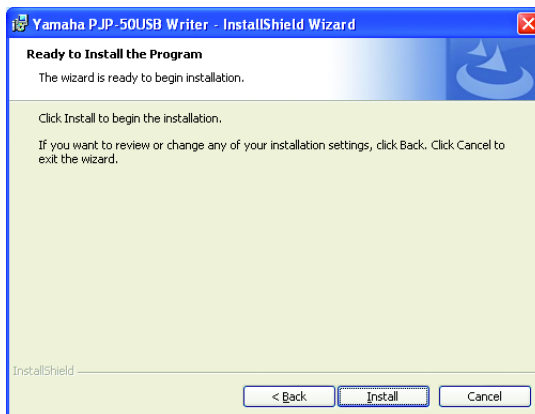 Yamaha PJP-50USB Writer - InstallShield Wizard
Ready to Install the Program
The wizard is ready to begin installation.
Click Install to begin the installation.
If you want to review or change any of your installation settings, click Back. Click Cancel to
exit the wizard.
InstallShield
< Back Install Cancel